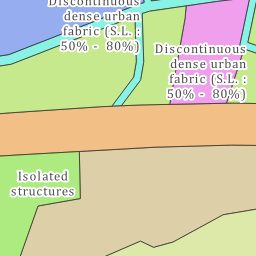 Discontinuous
dense urban
fabric (S.L. :
50% - 80%)
Discontinuous
dense urban
fabric (S.L. :
50% - 80%)
Isolated
structures